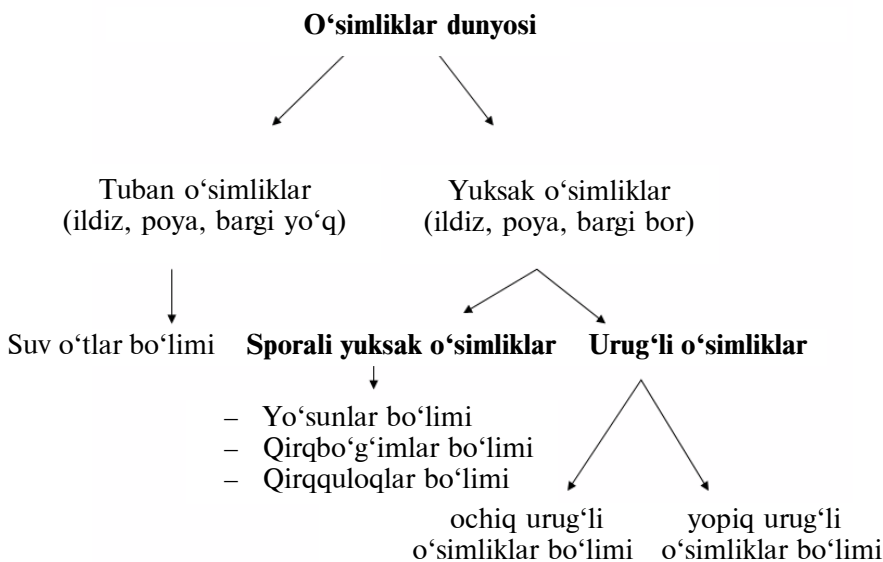 O‘simliklar dunyosi
Tuban o‘simliklar
(ildiz, poya, bargi yo‘q)
Yuksak o‘simliklar
(ildiz, poya, bargi bor)
Suv o‘tlar bo‘limi
Sporali yuksak o‘simliklar
Urug‘li o‘simliklar
– Yo‘sunlar bo‘limi
– Qirqbo‘g‘imlar bo‘limi
– Qirqquloqlar bo‘limi
ochiq urug‘li
o‘simliklar bo‘limi
yopiq urug‘li
o‘simliklar bo‘limi